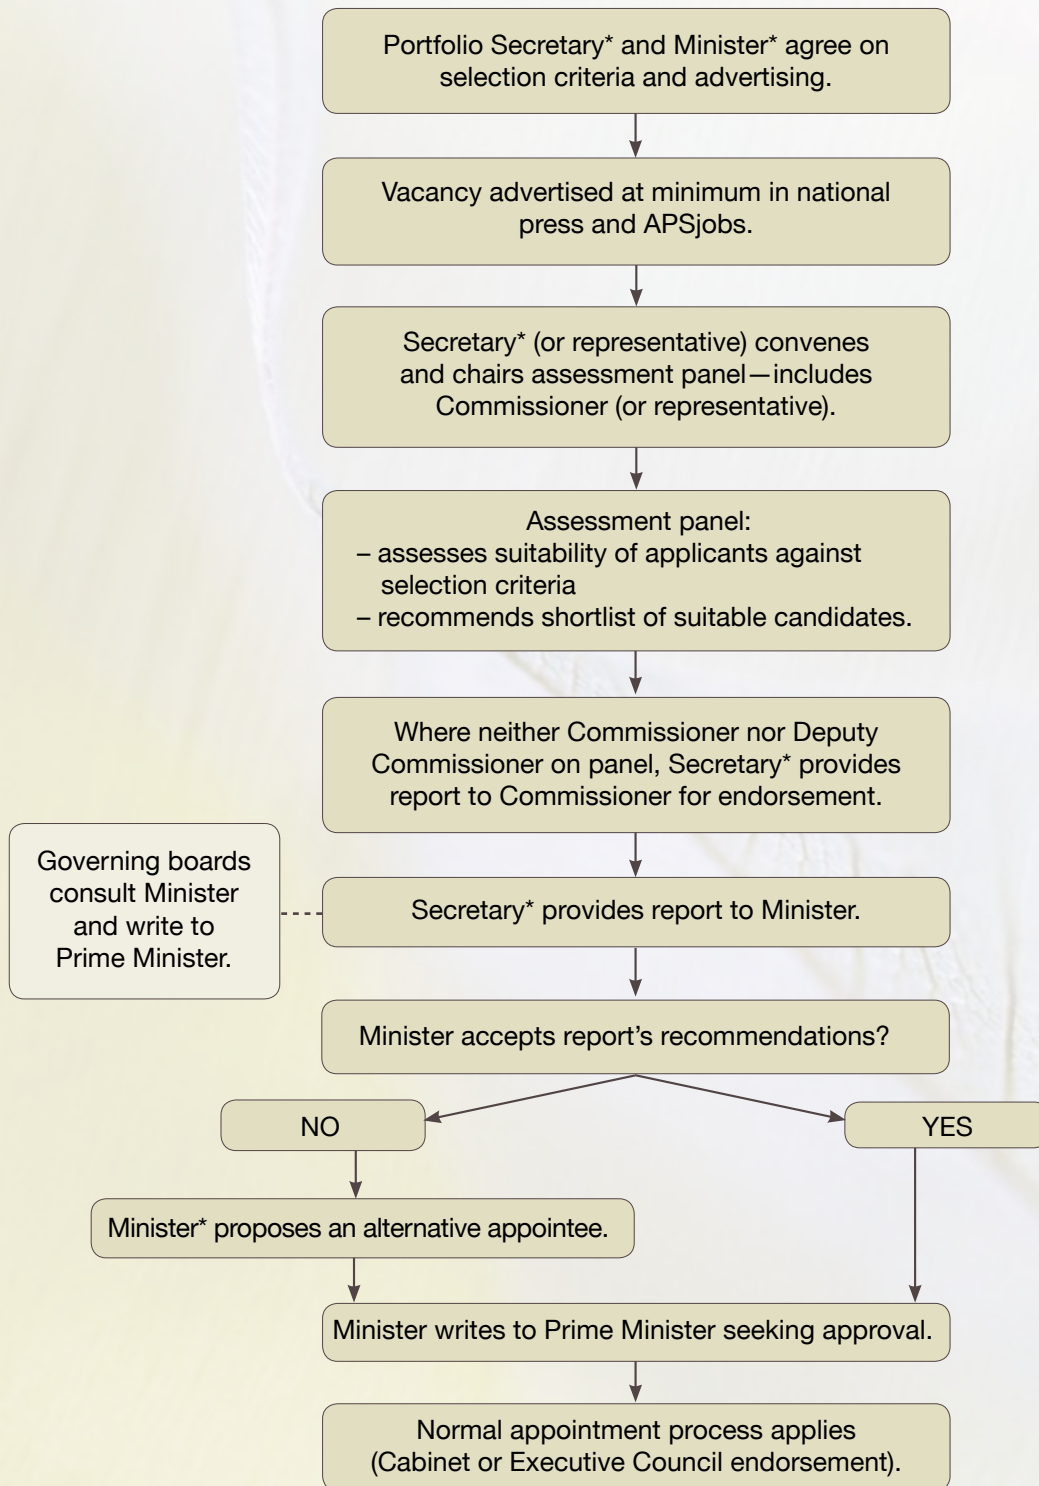 Portfolio Secretary* and Minister* agree on
selection criteria and advertising.
Vacancy advertised at minimum in national
press and APSjobs.
Secretary* (or representative) convenes
and chairs assessment panel—includes
Commissioner (or representative).
Assessment panel:
– assesses suitability of applicants against
selection criteria
– recommends shortlist of suitable candidates.
Where neither Commissioner nor Deputy
Commissioner on panel, Secretary* provides
report to Commissioner for endorsement.
Governing boards
consult Minister
and write to
Prime Minister.
Secretary* provides report to Minister.
Minister accepts report’s recommendations?
NO
YES
Minister* proposes an alternative appointee.
Minister writes to Prime Minister seeking approval.
Normal appointment process applies
(Cabinet or Executive Council endorsement).